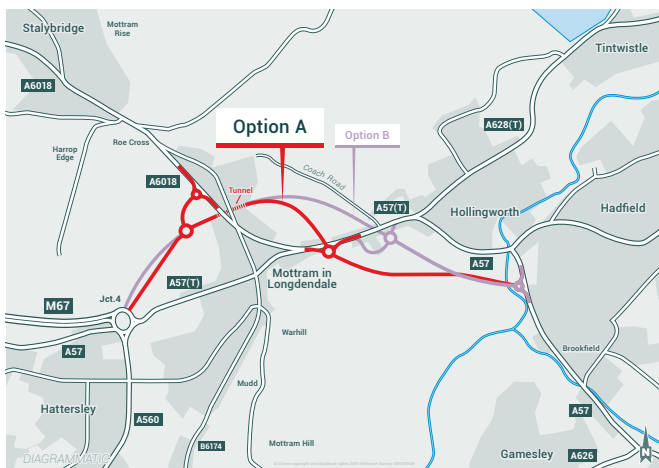 Stalybridge
Mottram
Rise
Tintwistle
A6018
A628(T)
Roe Cross
Harrop
Edge
Option A
Option B
A6018
Tunnel
Coach Road
A57(T)
Hollingworth
Hadfield
A57
Mottram in
Longdendale
A57(T)
Jct.4
M67
Warhill
A57
Brookfield
Mudd
Hattersley
A560
A57
B6174
Mottram Hill
Gamesley
A626
N
DIAGRAMMATIC